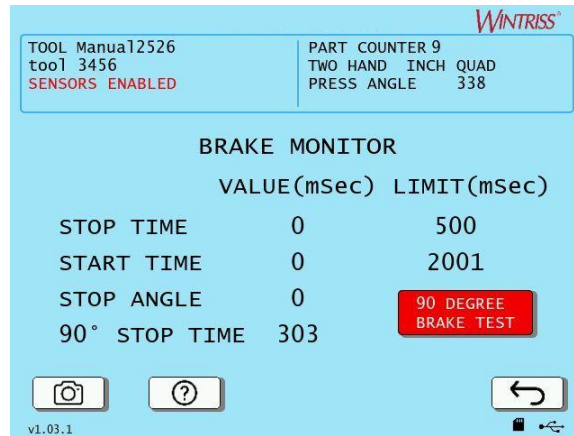 WINTRISS®
TOOL Manual2526
tool 3456
SENSORS ENABLED
PART COUNTER 9
TWO HAND INCH QUAD
PRESS ANGLE 338
BRAKE MONITOR
VALUE(mSec) LIMIT(mSec)
STOP TIME 0 500
START TIME 0 2001
STOP ANGLE 0
90° STOP TIME 303
90 DEGREE
BRAKE TEST
v1.03.1